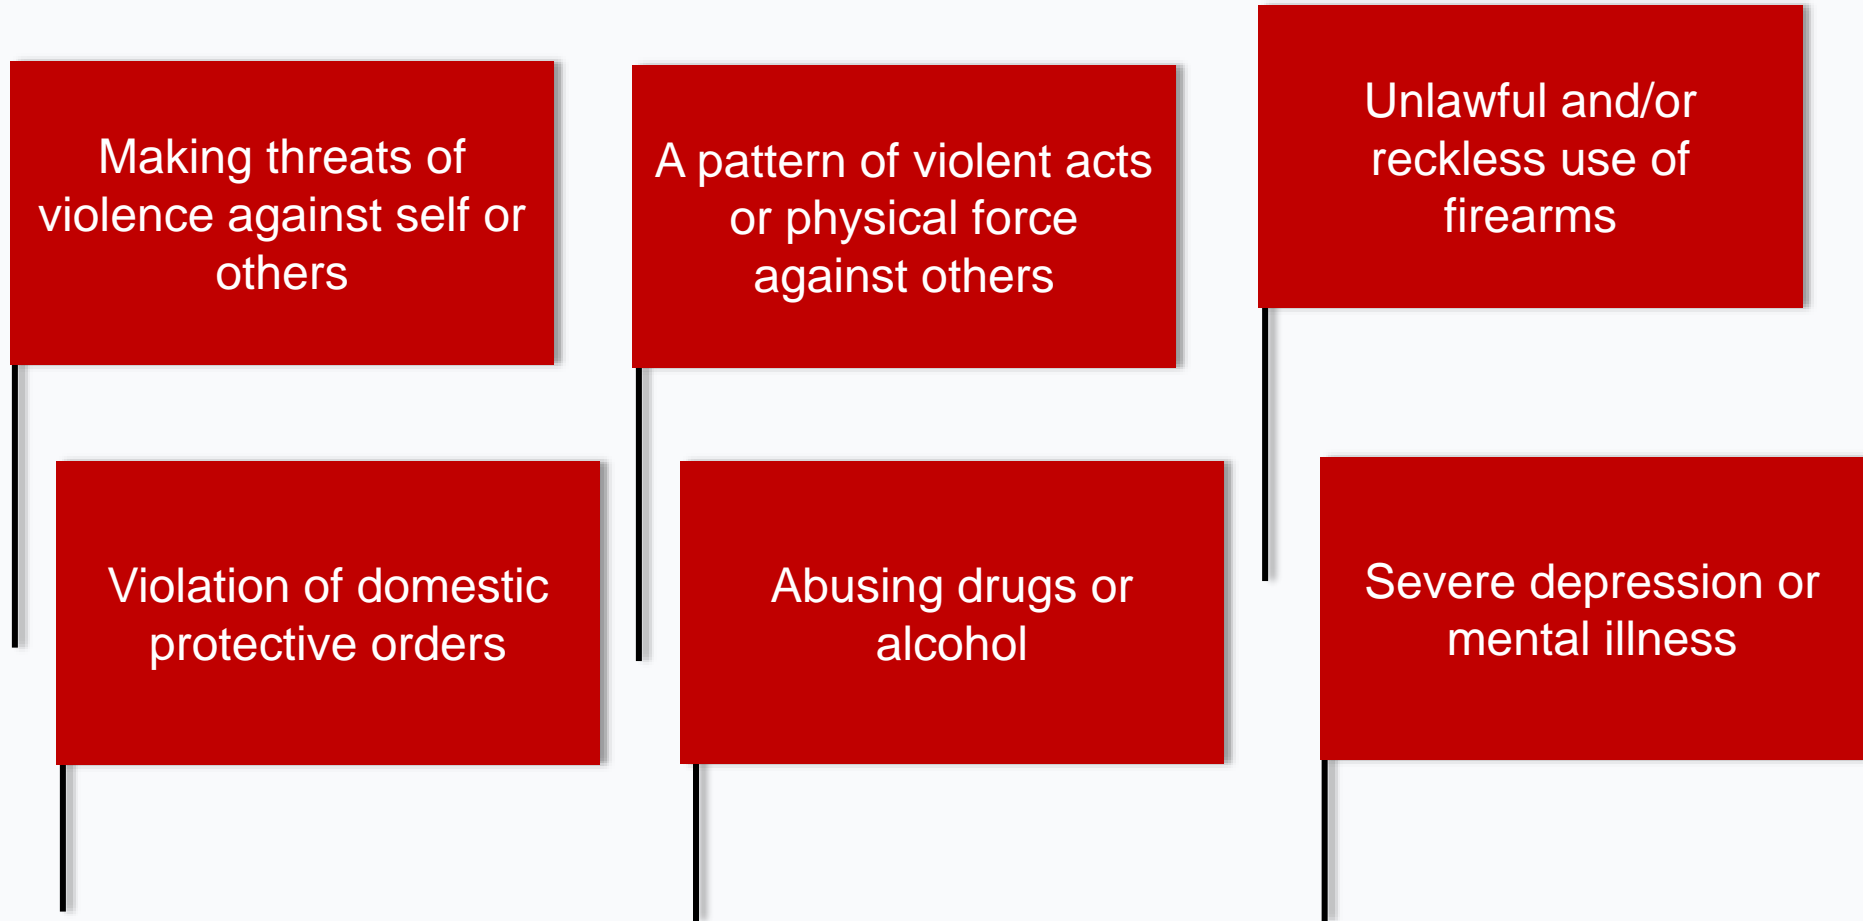 Making threats of
violence against self or
others
A pattern of violent acts
or physical force
against others
Unlawful and/or
reckless use of
firearms
Violation of domestic
protective orders
Abusing drugs or
alcohol
Severe depression or
mental illness